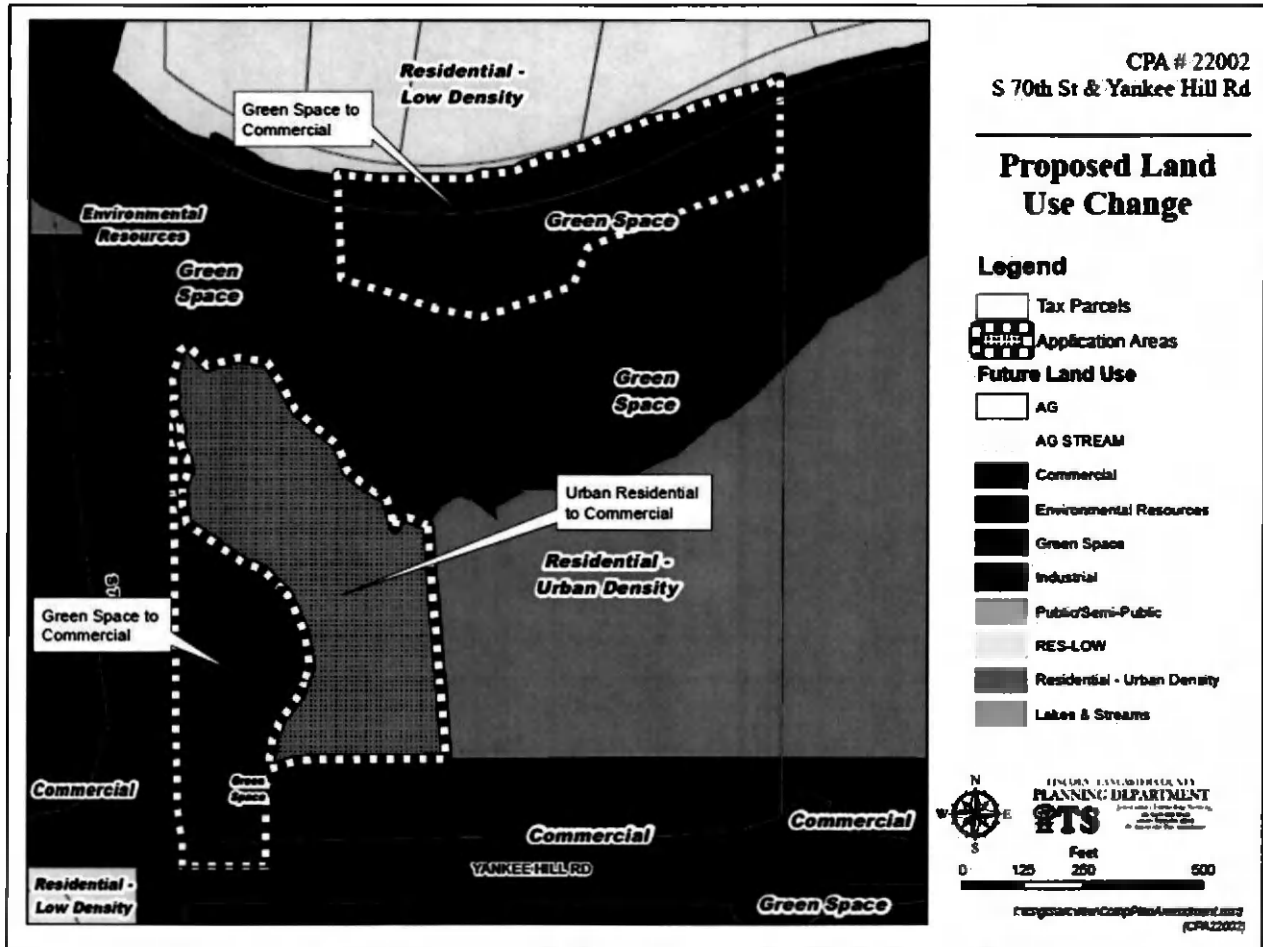 CPA # 22002
S 70th St & Yankee Hill Rd
Proposed Land
Use Change
Legend
Tax Parcels
Application Areas
Future Land Use
AG
AG STREAM
Commercial
Environmental Resources
Green Space
Industrial
Public/Semi-Public
RES-LOW
Residential - Urban Density
Lakes & Streams
N
W
E
S
LINCOLN LANCASTER COUNTY
PLANNING DEPARTMENT
Feet
0 125 250 500
(CPA22002)
Residential -
Low Density
Green Space to
Commercial
Environmental
Resources
Green Space
Green
Space
Green
Space
Urban Residential
to Commercial
Residential -
Urban Density
Green Space to
Commercial
Green
Space
Commercial
Commercial
Commercial
YANKEE HILL RD
Residential -
Low Density
Green Space